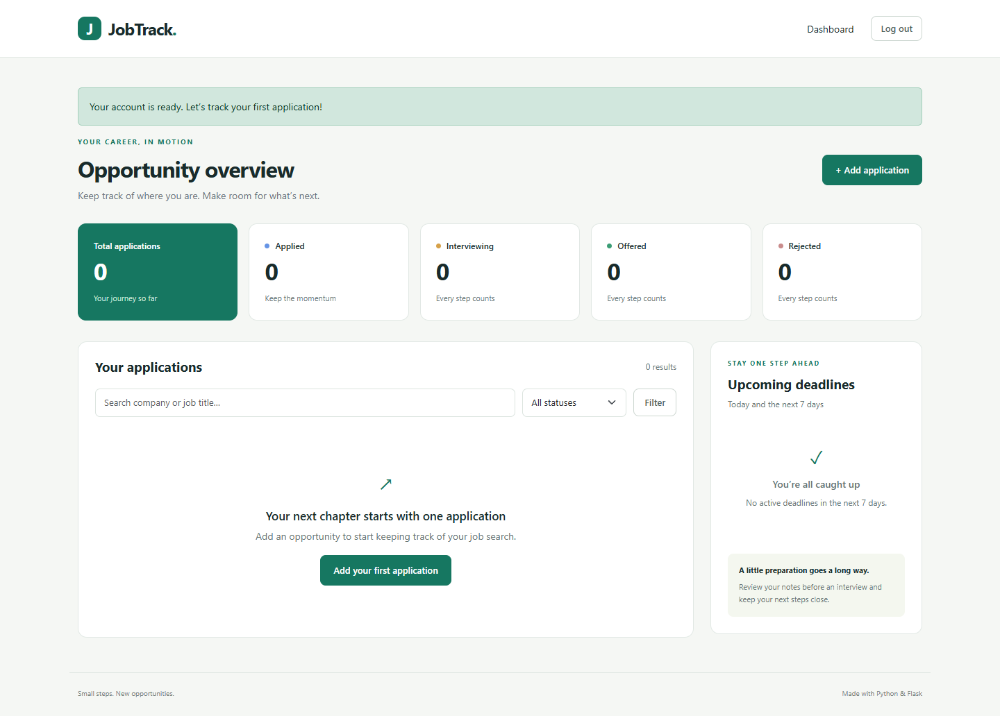 J JobTrack.
Dashboard
Log out
Your account is ready. Let's track your first application!
YOUR CAREER, IN MOTION
Opportunity overview
+ Add application
Keep track of where you are. Make room for what's next.
Total applications
0
Your journey so far
Applied
0
Keep the momentum
Interviewing
0
Every step counts
Offered
0
Every step counts
Rejected
0
Every step counts
Your applications
0 results
Search company or job title...
All statuses
Filter
Your next chapter starts with one application
Add an opportunity to start keeping track of your job search.
Add your first application
STAY ONE STEP AHEAD
Upcoming deadlines
Today and the next 7 days
You're all caught up
No active deadlines in the next 7 days.
A little preparation goes a long way.
Review your notes before an interview and
keep your next steps close.
Small steps. New opportunities.
Made with Python & Flask